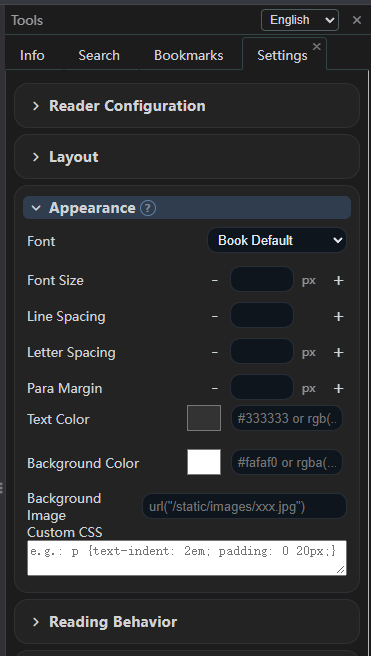 Tools English ×
Info Search Bookmarks Settings ×
Reader Configuration
Layout
Appearance ?
Font Book Default
Font Size - px +
Line Spacing +
Letter Spacing - px +
Para Margin - px +
Text Color #333333 or rgb(...
Background Color #fafaf0 or rgba(...
Background
Image url("/static/images/xxx.jpg")
Custom CSS
e.g.: p {text-indent: 2em; padding: 0 20px;}
Reading Behavior